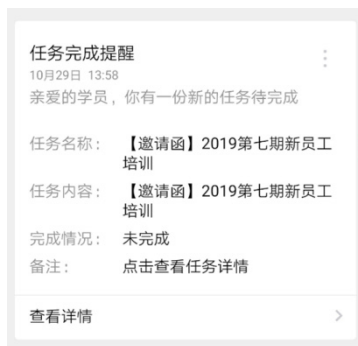 任务完成提醒
10月29日 13:58
亲爱的学员，你有一份新的任务待完成
任务名称： 【邀请函】2019第七期新员工
培训
任务内容： 【邀请函】2019第七期新员工
培训
完成情况： 未完成
备注： 点击查看任务详情
查看详情